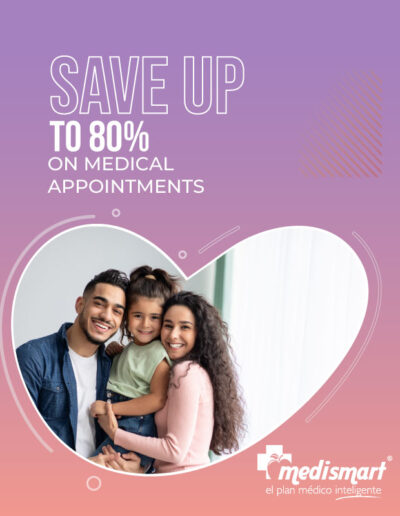 SAVE UP
TO 80%
ON MEDICAL
APPOINTMENTS
medismart®
el plan médico inteligente